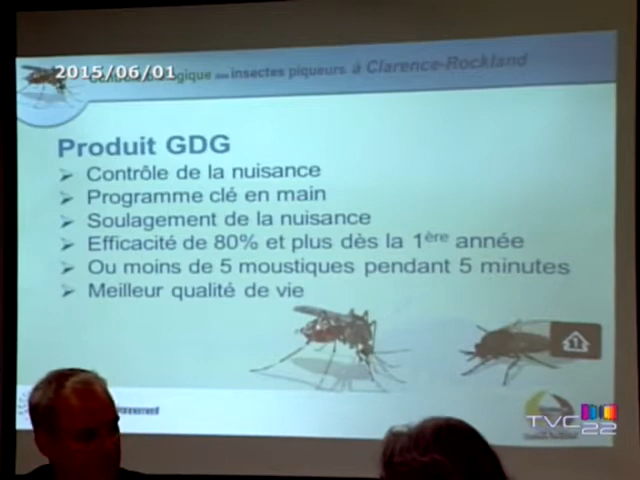 2015/06/01
des insectes piqueurs à Clarence-Rockland
Produit GDG
Contrôle de la nuisance
Programme clé en main
Soulagement de la nuisance
Efficacité de 80% et plus dès la 1ère année
Ou moins de 5 moustiques pendant 5 minutes
Meilleur qualité de vie
1
TVC22